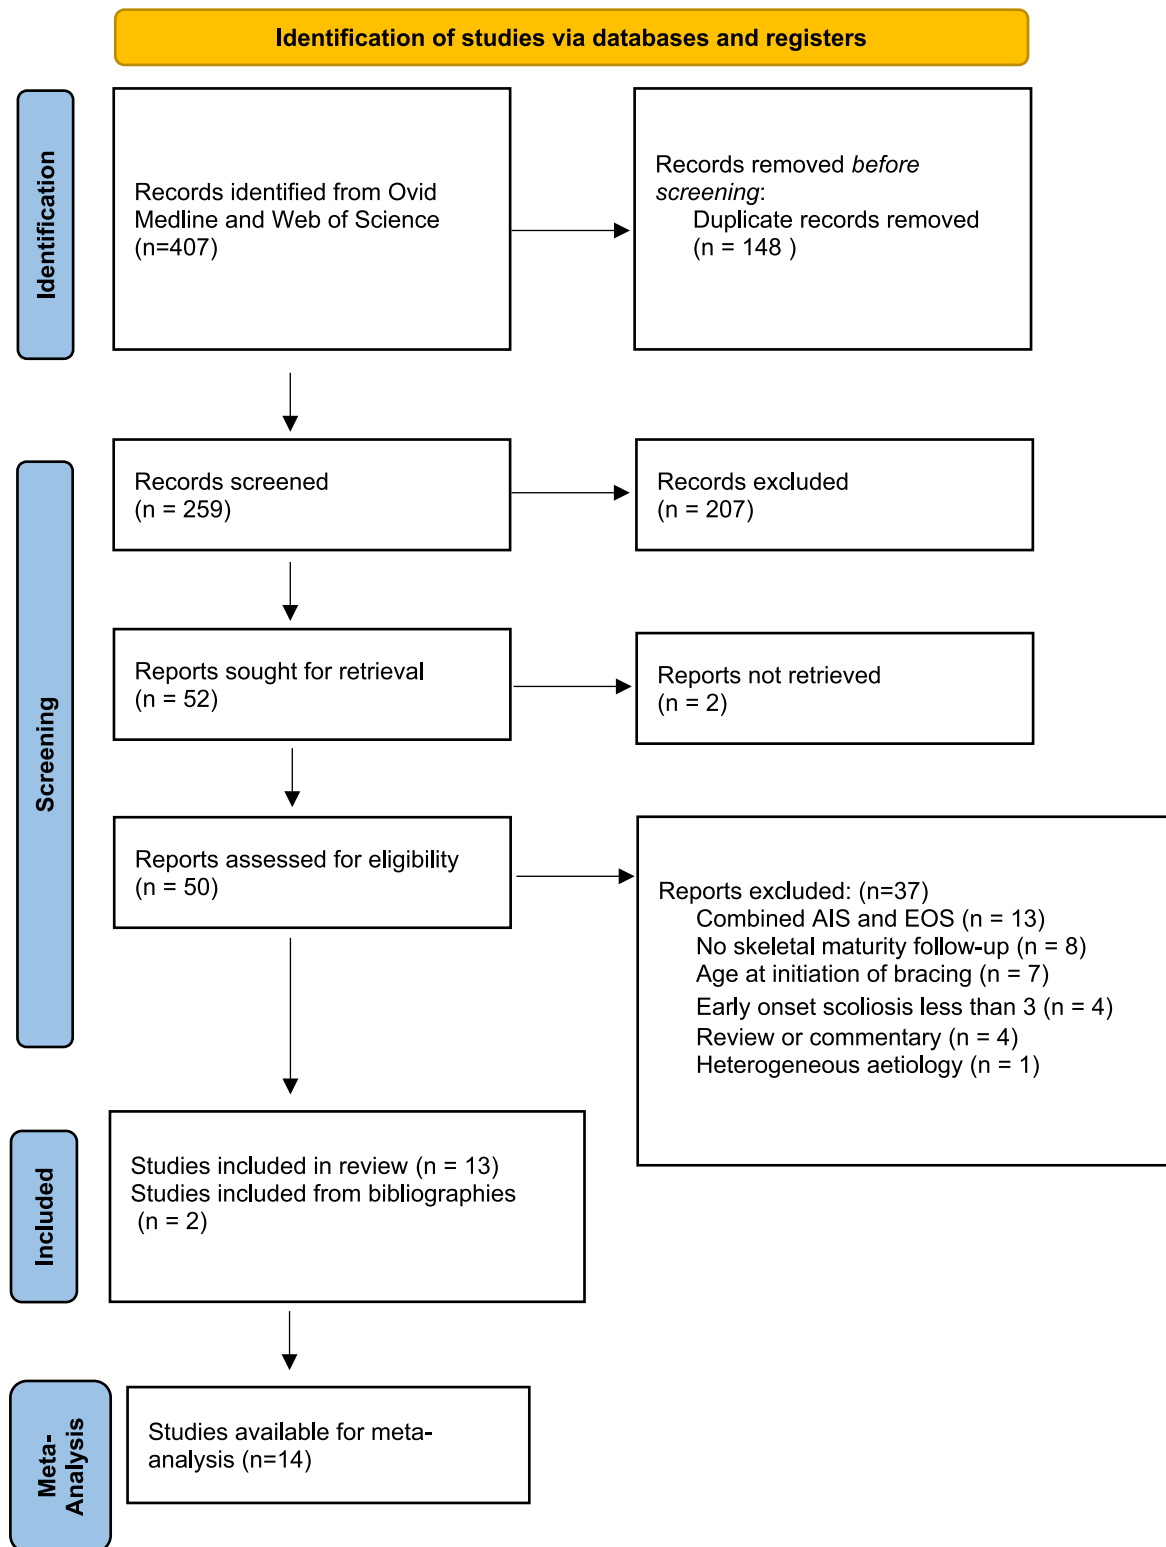 Identification of studies via databases and registers
Identification
Records identified from Ovid
Medline and Web of Science
(n=407)
Records removed before
screening:
Duplicate records removed
(n = 148 )
Screening
Records screened
(n = 259)
Records excluded
(n = 207)
Reports sought for retrieval
(n = 52)
Reports not retrieved
(n = 2)
Reports assessed for eligibility
(n = 50)
Reports excluded: (n=37)
Combined AIS and EOS (n = 13)
No skeletal maturity follow-up (n = 8)
Age at initiation of bracing (n = 7)
Early onset scoliosis less than 3 (n = 4)
Review or commentary (n = 4)
Heterogeneous aetiology (n = 1)
Included
Studies included in review (n = 13)
Studies included from bibliographies
(n = 2)
Meta-
Analysis
Studies available for meta-
analysis (n=14)